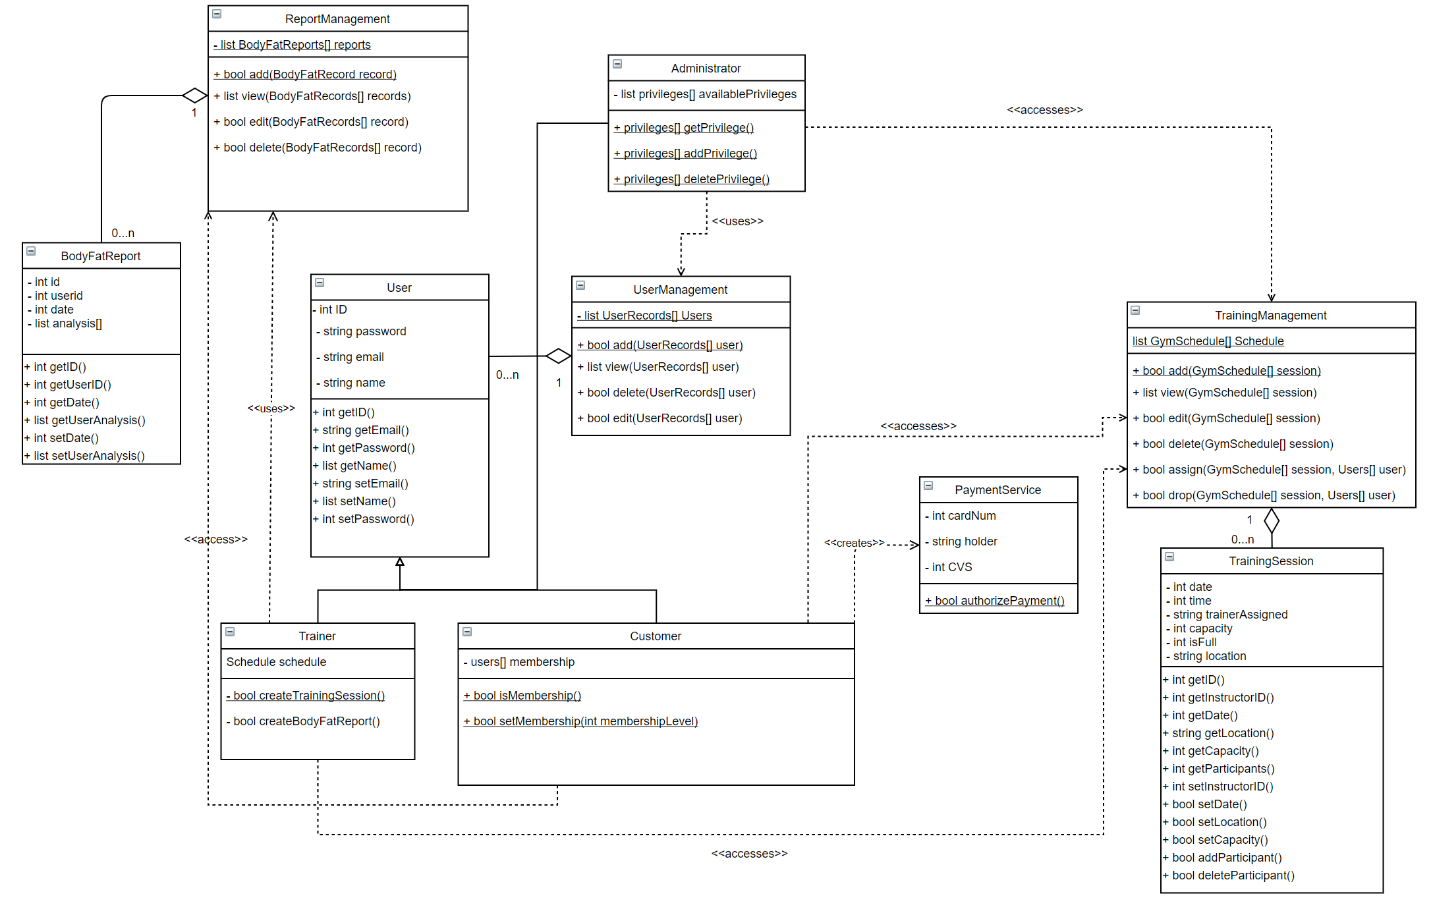 ReportManagement
- list BodyFatReports[] reports
+ bool add(BodyFatRecord record)
+ list view(BodyFatRecords[] records)
+ bool edit(BodyFatRecords[] record)
+ bool delete(BodyFatRecords[] record)
1
0...n
BodyFatReport
- int id
- int userid
- int date
- list analysis[]
+ int getID()
+ int getUserID()
+ int getDate()
+ list getUserAnalysis()
+ int setDate()
+ list setUserAnalysis()
<<access>>
<<uses>>
User
- int ID
- string password
- string email
- string name
+ int getID()
+ string getEmail()
+ int getPassword()
+ list getName()
+ string setEmail()
+ list setName()
+ int setPassword()
0...n
1
Administrator
- list privileges[] availablePrivileges
+ privileges[] getPrivilege()
+ privileges[] addPrivilege()
+ privileges[] deletePrivilege()
<<uses>>
<<accesses>>
UserManagement
- list UserRecords[] Users
+ bool add(UserRecords[] user)
+ list view(UserRecords[] user)
+ bool delete(UserRecords[] user)
+ bool edit(UserRecords[] user)
TrainingManagement
list GymSchedule[] Schedule
+ bool add(GymSchedule[] session)
+ list view(GymSchedule[] session)
+ bool edit(GymSchedule[] session)
+ bool delete(GymSchedule[] session)
+ bool assign(GymSchedule[] session, Users[] user)
+ bool drop(GymSchedule[] session, Users[] user)
<<accesses>>
1
0...n
PaymentService
- int cardNum
- string holder
- int CVS
+ bool authorizePayment()
<<creates>>
TrainingSession
- int date
- int time
- string trainerAssigned
- int capacity
- int isFull
- string location
+ int getID()
+ int getInstructorID()
+ int getDate()
+ string getLocation()
+ int getCapacity()
+ int getParticipants()
+ int setInstructorID()
+ bool setDate()
+ bool setLocation()
+ bool setCapacity()
+ bool addParticipant()
+ bool deleteParticipant()
Trainer
Schedule schedule
- bool createTrainingSession()
- bool createBodyFatReport()
Customer
- users[] membership
+ bool isMembership()
+ bool setMembership(int membershipLevel)
<<accesses>>